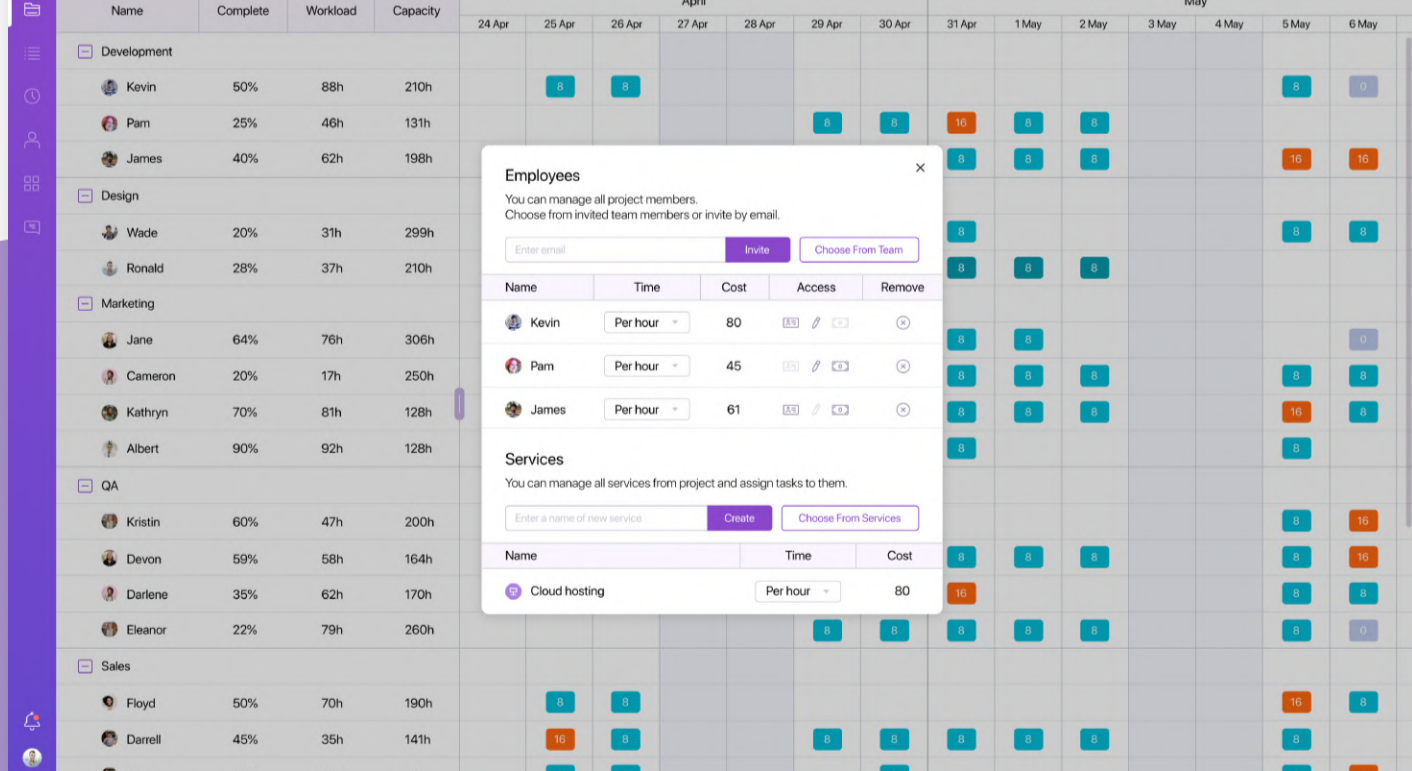 April May
Name Complete Workload Capacity
24 Apr 25 Apr 26 Apr 27 Apr 28 Apr 29 Apr 30 Apr 31 Apr 1 May 2 May 3 May 4 May 5 May 6 May
Development
Kevin 50% 88h 210h 8 8 8 0
Pam 25% 46h 131h 8 8 16 8 8
James 40% 62h 198h 8 8 8 16 16
Design
Wade 20% 31h 299h 8 8 8
Ronald 28% 37h 210h 8 8 8
Marketing
Jane 64% 76h 306h 8 8 0
Cameron 20% 17h 250h 8 8 8 8 8
Kathryn 70% 81h 128h 8 8 8 16 8
Albert 90% 92h 128h 8 8
QA
Kristin 60% 47h 200h 8 16
Devon 59% 58h 164h 8 8 8 8 16
Darlene 35% 62h 170h 16 8 8
Eleanor 22% 79h 260h 8 8 8 8 8 8 0
Sales
Floyd 50% 70h 190h 8 8 16 8
Darrell 45% 35h 141h 16 8 8 8 8 8 8 8
Employees
You can manage all project members.
Choose from invited team members or invite by email.
Enter email Invite Choose From Team
Name Time Cost Access Remove
Kevin Per hour 80
Pam Per hour 45
James Per hour 61
Services
You can manage all services from project and assign tasks to them.
Enter a name of new service Create Choose From Services
Name Time Cost
Cloud hosting Per hour 80